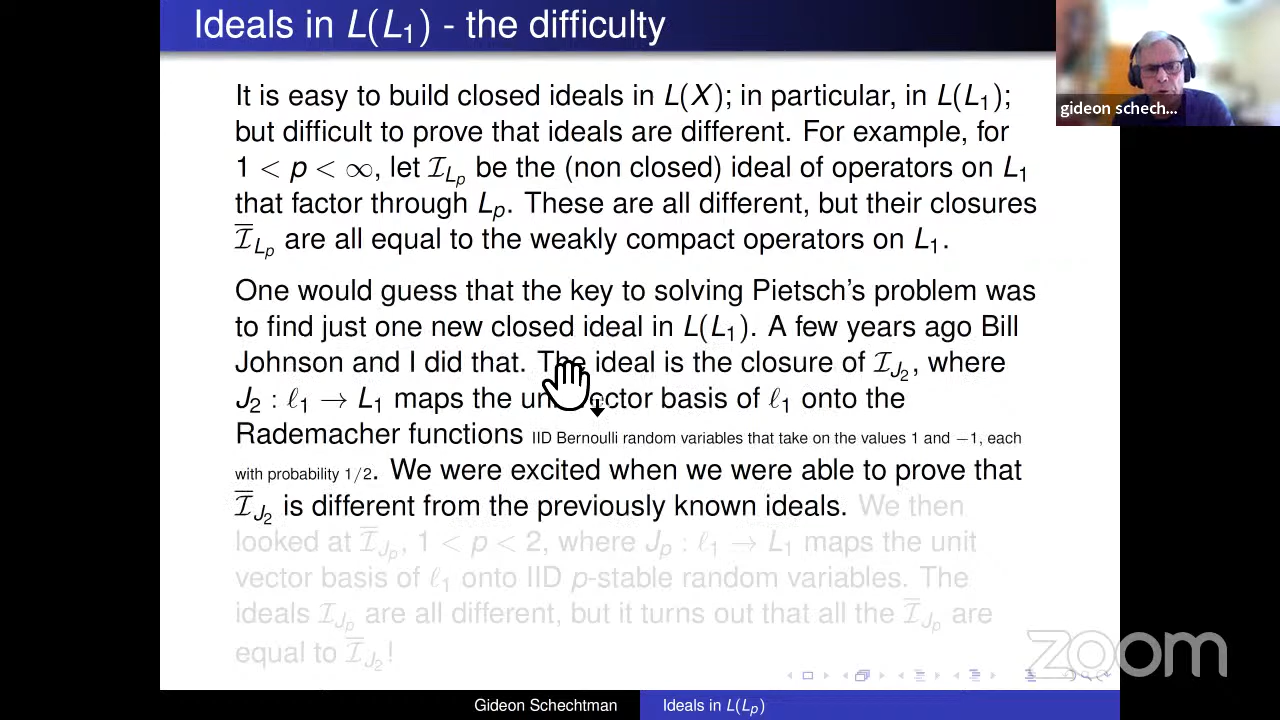 Ideals in L(L₁) - the difficulty
It is easy to build closed ideals in L(X); in particular, in L(L₁);
but difficult to prove that ideals are different. For example, for
1 < p < ∞, let 𝓘_{L_p} be the (non closed) ideal of operators on L₁
that factor through L_p. These are all different, but their closures
\overline{𝓘}_{L_p} are all equal to the weakly compact operators on L₁.
One would guess that the key to solving Pietsch's problem was
to find just one new closed ideal in L(L₁). A few years ago Bill
Johnson and I did that. The ideal is the closure of 𝓘_{J₂}, where
J₂ : ℓ₁ → L₁ maps the unit vector basis of ℓ₁ onto the
Rademacher functions IID Bernoulli random variables that take on the values 1 and −1, each
with probability 1/2. We were excited when we were able to prove that
\overline{𝓘}_{J₂} is different from the previously known ideals. We then
looked at \overline{𝓘}_{J_p}, 1 < p < 2, where J_p : ℓ₁ → L₁ maps the unit
vector basis of ℓ₁ onto IID p-stable random variables. The
ideals 𝓘_{J_p} are all different, but it turns out that all the \overline{𝓘}_{J_p} are
equal to \overline{𝓘}_{J₂}!
gideon schech...
zoom
Gideon Schechtman
Ideals in L(L_p)